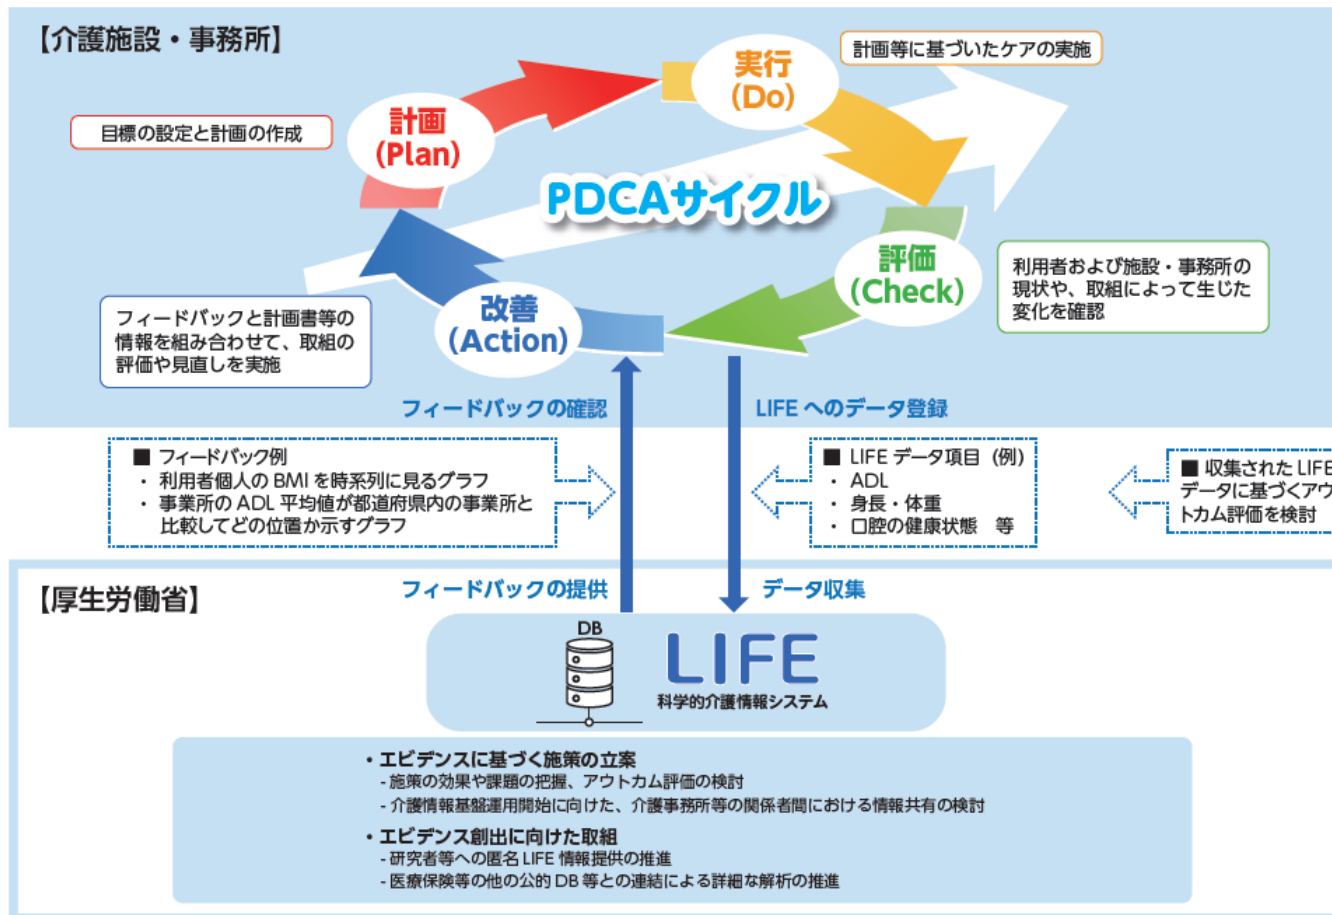 【介護施設・事務所】
実行
(Do)
計画等に基づいたケアの実施
計画
(Plan)
目標の設定と計画の作成
PDCAサイクル
評価
(Check)
利用者および施設・事務所の
現状や、取組によって生じた
変化を確認
改善
(Action)
フィードバックと計画書等の
情報を組み合わせて、取組の
評価や見直しを実施
フィードバックの確認
LIFE へのデータ登録
■ フィードバック例
・ 利用者個人の BMI を時系列に見るグラフ
・ 事業所の ADL 平均値が都道府県内の事業所と
比較してどの位置か示すグラフ
■ LIFE データ項目 (例)
・ ADL
・ 身長・体重
・ 口腔の健康状態 等
■ 収集された LIFE
データに基づくアウ
トカム評価を検討
【厚生労働省】
フィードバックの提供
データ収集
DB
LIFE
科学的介護情報システム
・エビデンスに基づく施策の立案
- 施策の効果や課題の把握、アウトカム評価の検討
- 介護情報基盤運用開始に向けた、介護事務所等の関係者間における情報共有の検討
・エビデンス創出に向けた取組
- 研究者等への匿名 LIFE 情報提供の推進
- 医療保険等の他の公的 DB 等との連結による詳細な解析の推進